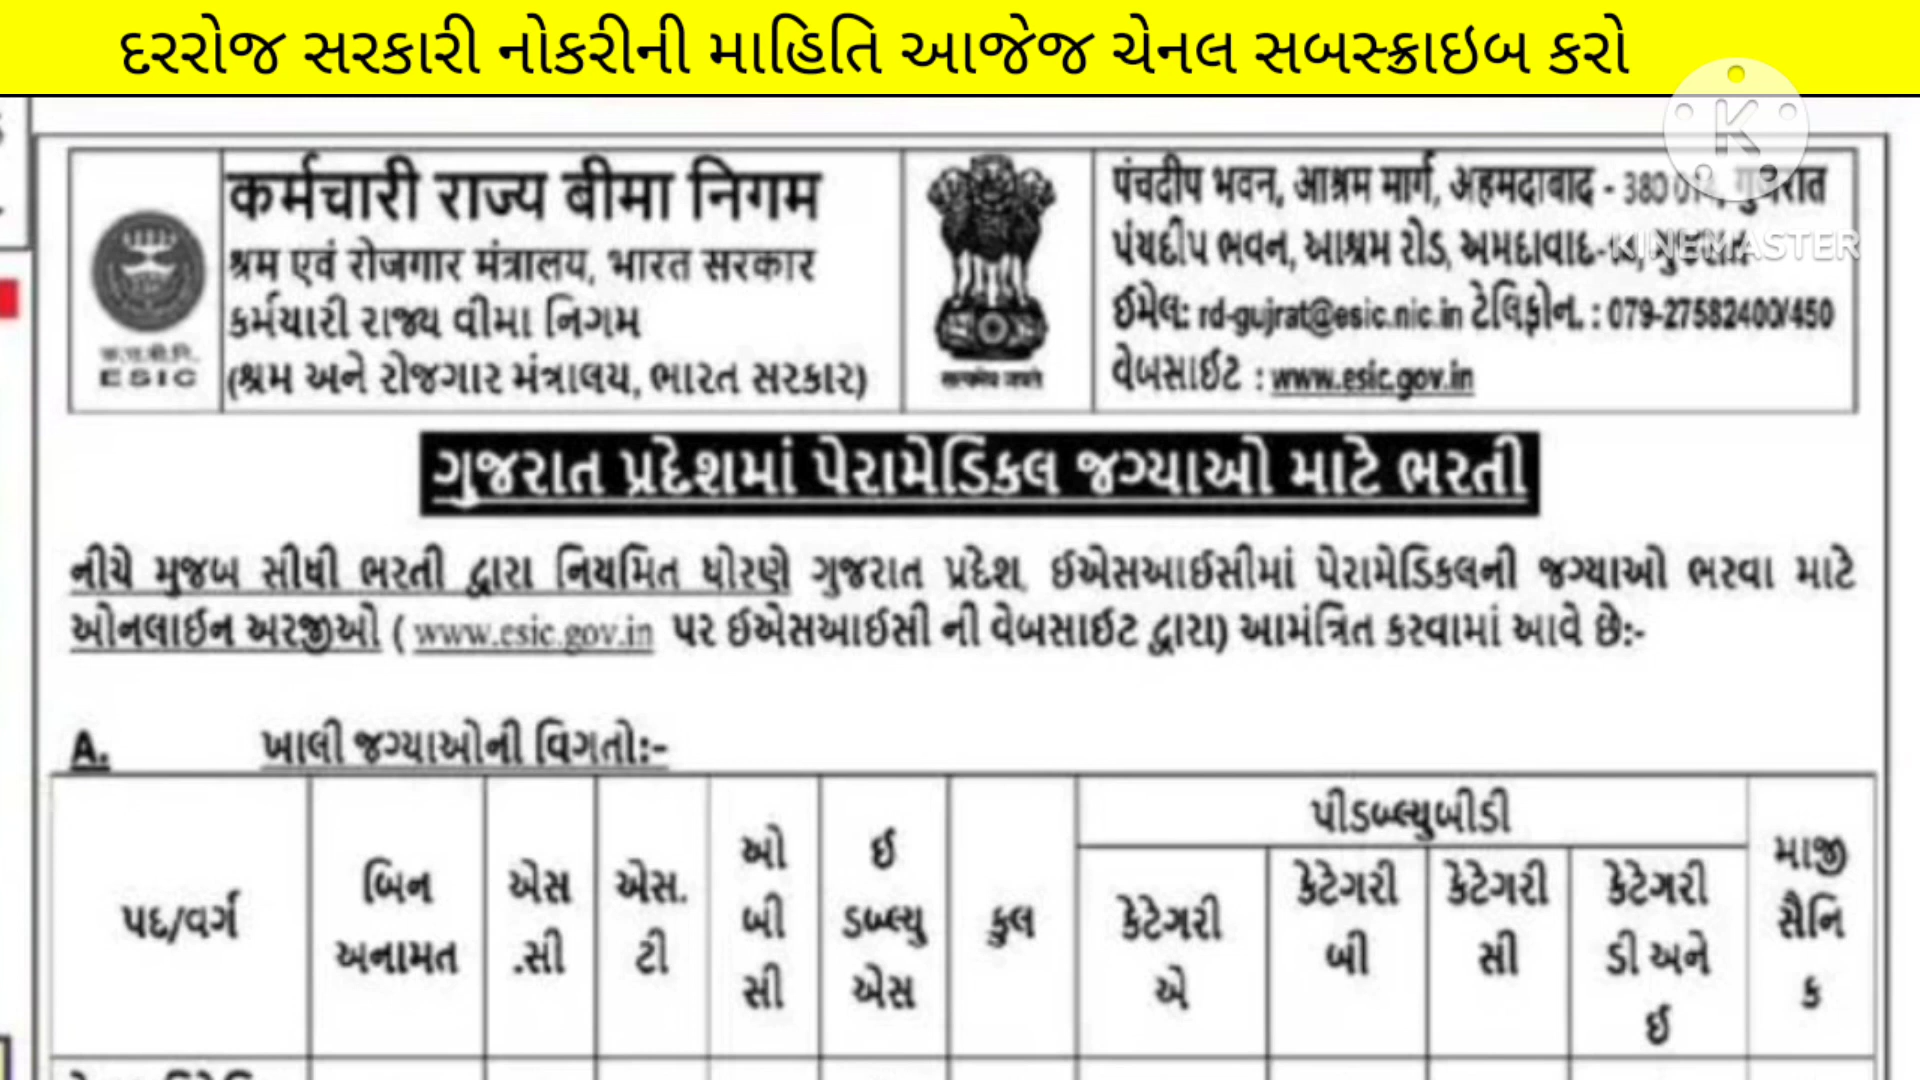 દરરોજ સરકારી નોકરીની માહિતિ આજેજ ચેનલ સબસ્ક્રાઇબ કરો
K
KINEMASTER
कर्मचारी राज्य बीमा निगम
श्रम एवं रोजगार मंत्रालय, भारत सरकार
કર્મચારી રાજ્ય વીમા નિગમ
(શ્રમ અને રોજગાર મંત્રાલય, ભારત સરકાર)
क.रा.बी.नि.
ESIC
सत्यमेव जयते
पंचदीप भवन, आश्रम मार्ग, अहमदाबाद - गुजरात
પંચદીપ ભવન, આશ્રમ રોડ, અમદાવાદ-
ઈમેલ: rd-gujrat@esic.nic.in ટેલિફોન. : 079-27582400/450
વેબસાઈટ : www.esic.gov.in
ગુજરાત પ્રદેશમાં પેરામેડિકલ જગ્યાઓ માટે ભરતી
નીચે મુજબ સીધી ભરતી દ્વારા નિયમિત ધોરણે ગુજરાત પ્રદેશ, ઈએસઆઈસીમાં પેરામેડિકલની જગ્યાઓ ભરવા માટે
ઓનલાઈન અરજીઓ ( www.esic.gov.in પર ઈએસઆઈસી ની વેબસાઈટ દ્વારા) આમંત્રિત કરવામાં આવે છે:-
A. ખાલી જગ્યાઓની વિગતો:-
પદ/વર્ગ
બિન
અનામત
એસ
.સી
એસ.
ટી
ઓ
બી
સી
ઈ
ડબ્લ્યુ
એસ
કુલ
પીડબ્લ્યુબીડી
કેટેગરી
એ
કેટેગરી
બી
કેટેગરી
સી
કેટેગરી
ડી અને
ઈ
માજી
સૈનિ
ક